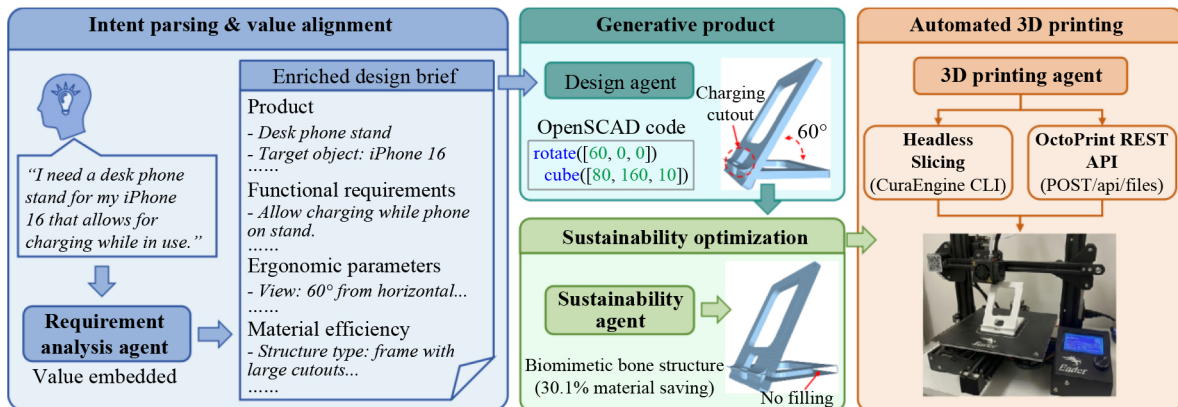 Intent parsing & value alignment
“I need a desk phone
stand for my iPhone
16 that allows for
charging while in use.”
Requirement
analysis agent
Value embedded
Enriched design brief
Product
- Desk phone stand
- Target object: iPhone 16
......
Functional requirements
- Allow charging while phone
on stand.
......
Ergonomic parameters
- View: 60° from horizontal...
......
Material efficiency
- Structure type: frame with
large cutouts...
......
Generative product
Design agent
OpenSCAD code
rotate([60, 0, 0])
cube([80, 160, 10])
Charging
cutout
60°
Sustainability optimization
Sustainability
agent
Biomimetic bone structure
(30.1% material saving)
No filling
Automated 3D printing
3D printing agent
Headless
Slicing
(CuraEngine CLI)
OctoPrint REST
API
(POST/api/files)
Ender
Ender